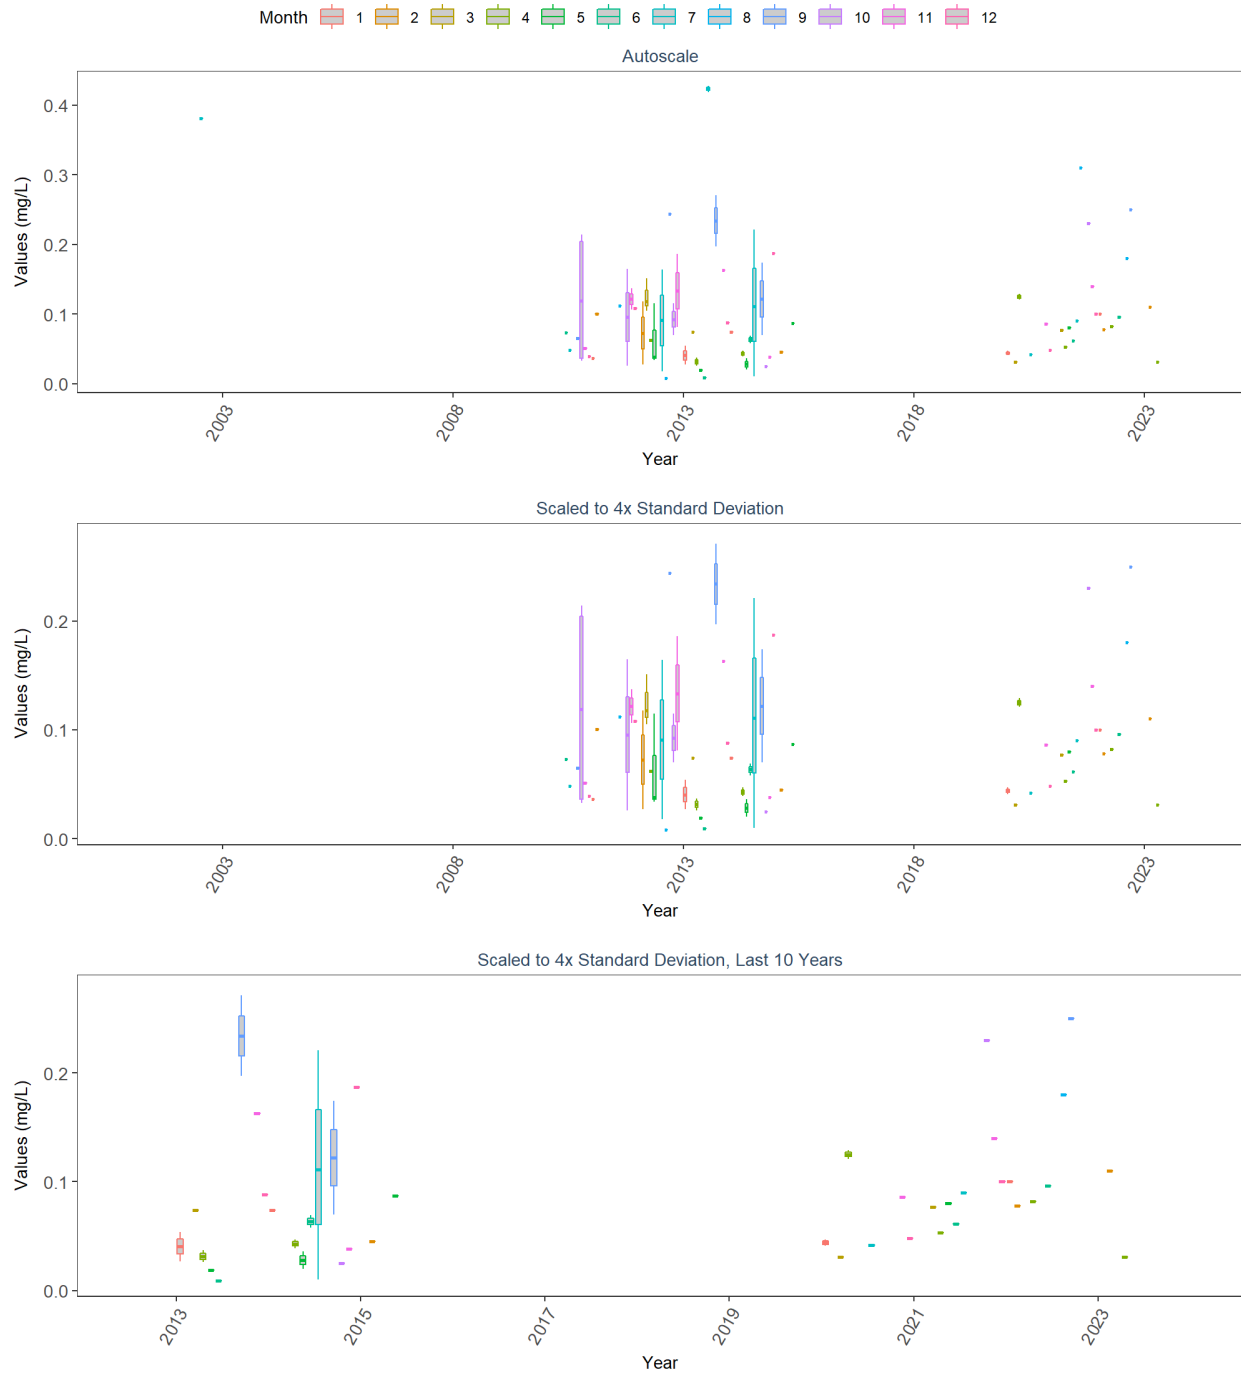 Month 1 2 3 4 5 6 7 8 9 10 11 12
Autoscale
Values (mg/L)
0.4
0.3
0.2
0.1
0.0
2003 2008 2013 2018 2023
Year
Scaled to 4x Standard Deviation
Values (mg/L)
0.2
0.1
0.0
2003 2008 2013 2018 2023
Year
Scaled to 4x Standard Deviation, Last 10 Years
Values (mg/L)
0.2
0.1
0.0
2013 2015 2017 2019 2021 2023
Year